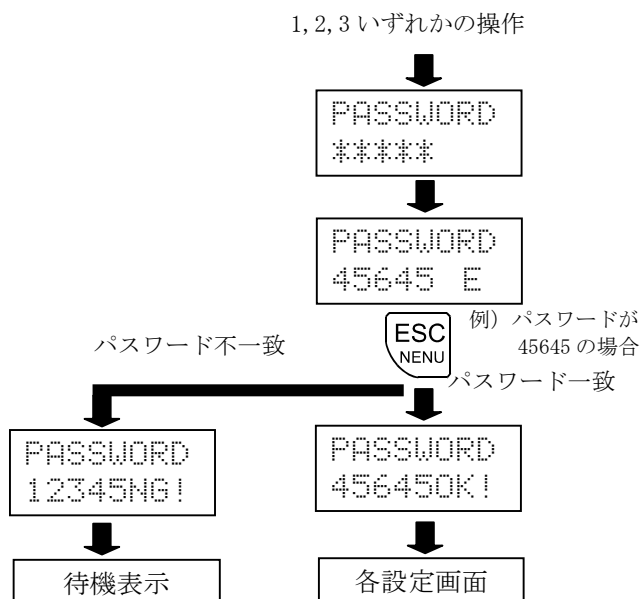 1,2,3 いずれかの操作
PASSWORD
*****
PASSWORD
45645 E
ESC
NENU
例）パスワードが
45645 の場合
パスワード不一致
パスワード一致
PASSWORD
12345NG!
PASSWORD
45645OK!
待機表示
各設定画面